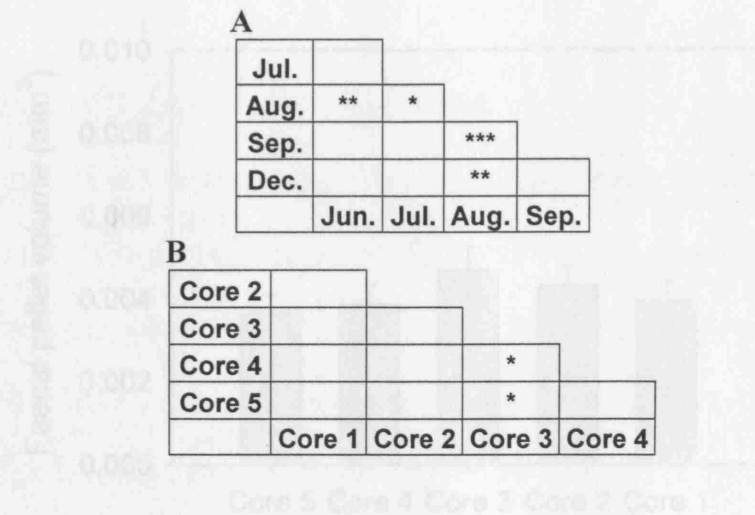 A
Jul.
Aug. ** *
Sep. ***
Dec. **
Jun. Jul. Aug. Sep.
B
Core 2
Core 3
Core 4 *
Core 5 *
Core 1 Core 2 Core 3 Core 4